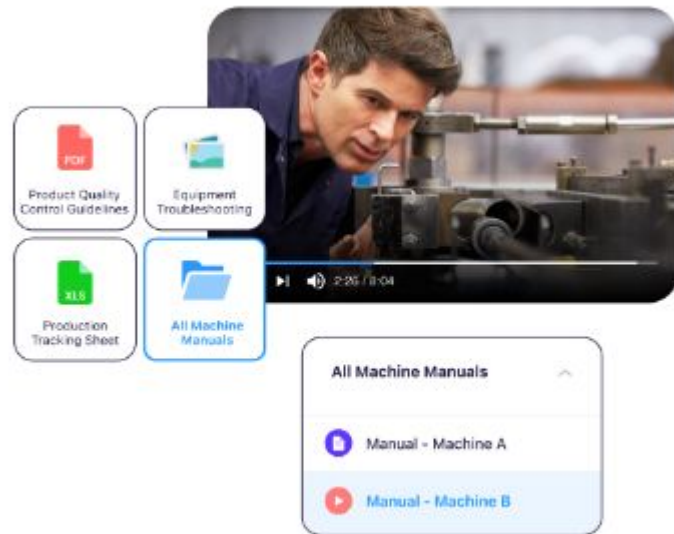 PDF
Product Quality
Control Guidelines
Equipment
Troubleshooting
XLS
Production
Tracking Sheet
All Machine
Manuals
2:26 / 8:04
All Machine Manuals
Manual - Machine A
Manual - Machine B